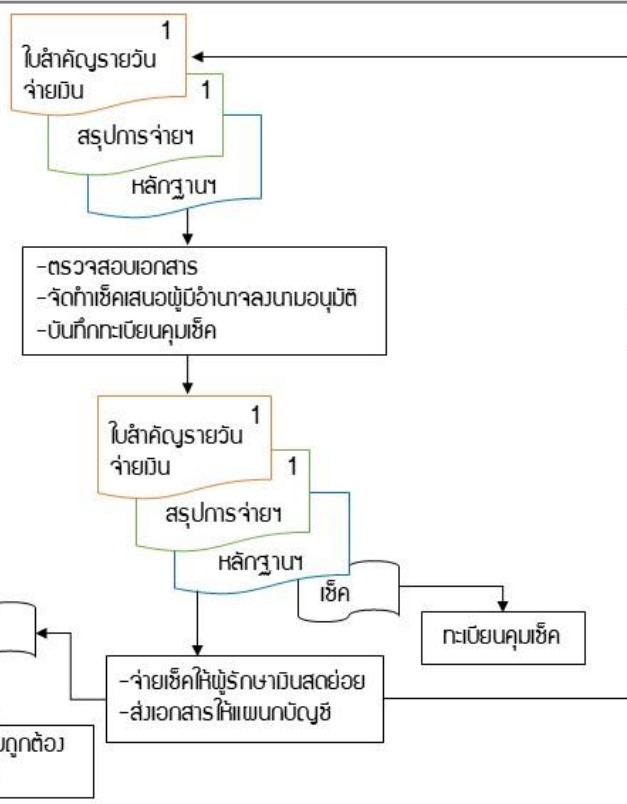 1
ใบสำคัญรายวัน
จ่ายเงิน
1
สรุปการจ่ายฯ
หลักฐานฯ
-ตรวจสอบเอกสาร
-จัดทำเช็คเสนอผู้มีอำนาจลงนามอนุมัติ
-บันทึกทะเบียนคุมเช็ค
1
ใบสำคัญรายวัน
จ่ายเงิน
1
สรุปการจ่ายฯ
หลักฐานฯ
เช็ค
ทะเบียนคุมเช็ค
-จ่ายเช็คให้ผู้รักษาเงินสดย่อย
-ส่งเอกสารให้แผนกบัญชี
ถูกต้อง